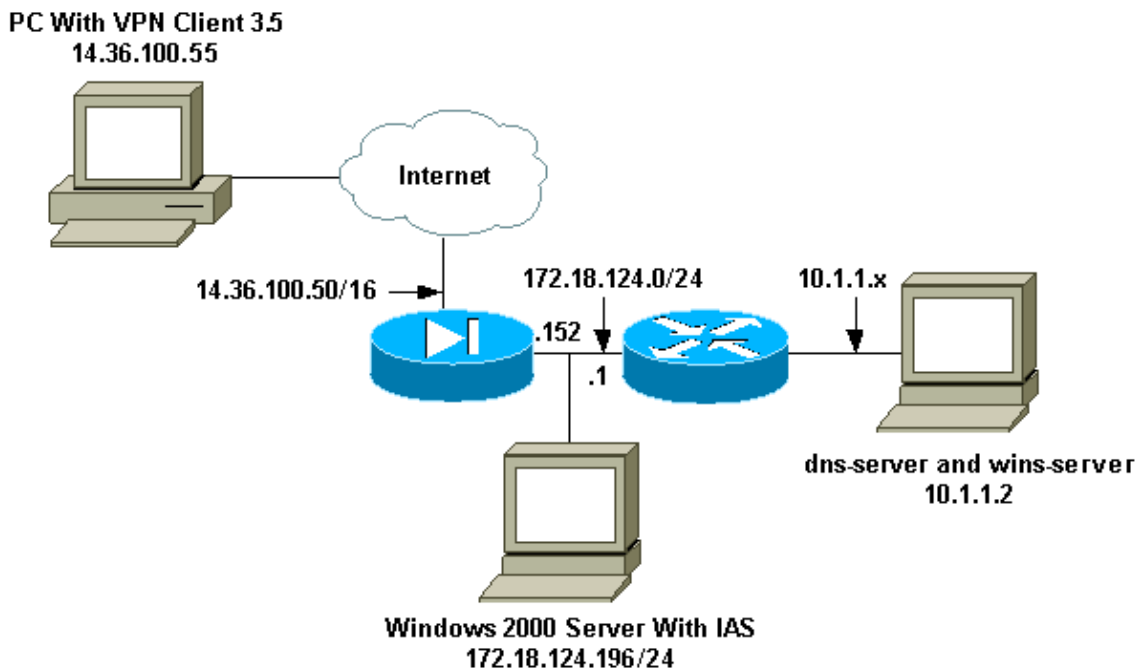 PC With VPN Client 3.5
14.36.100.55
Internet
14.36.100.50/16
172.18.124.0/24
10.1.1.x
.152
.1
dns-server and wins-server
10.1.1.2
Windows 2000 Server With IAS
172.18.124.196/24